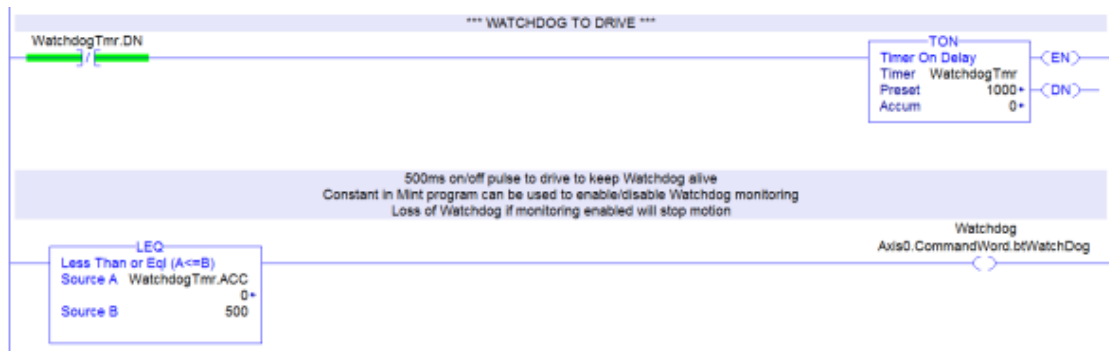 *** WATCHDOG TO DRIVE ***
WatchdogTmr.DN
TON
Timer On Delay
Timer WatchdogTmr
Preset 1000
Accum 0
EN
DN
500ms on/off pulse to drive to keep Watchdog alive
Constant in Mint program can be used to enable/disable Watchdog monitoring
Loss of Watchdog if monitoring enabled will stop motion
LEQ
Less Than or Eql (A<=B)
Source A WatchdogTmr.ACC
0
Source B 500
Watchdog
Axis0.CommandWord.btWatchDog